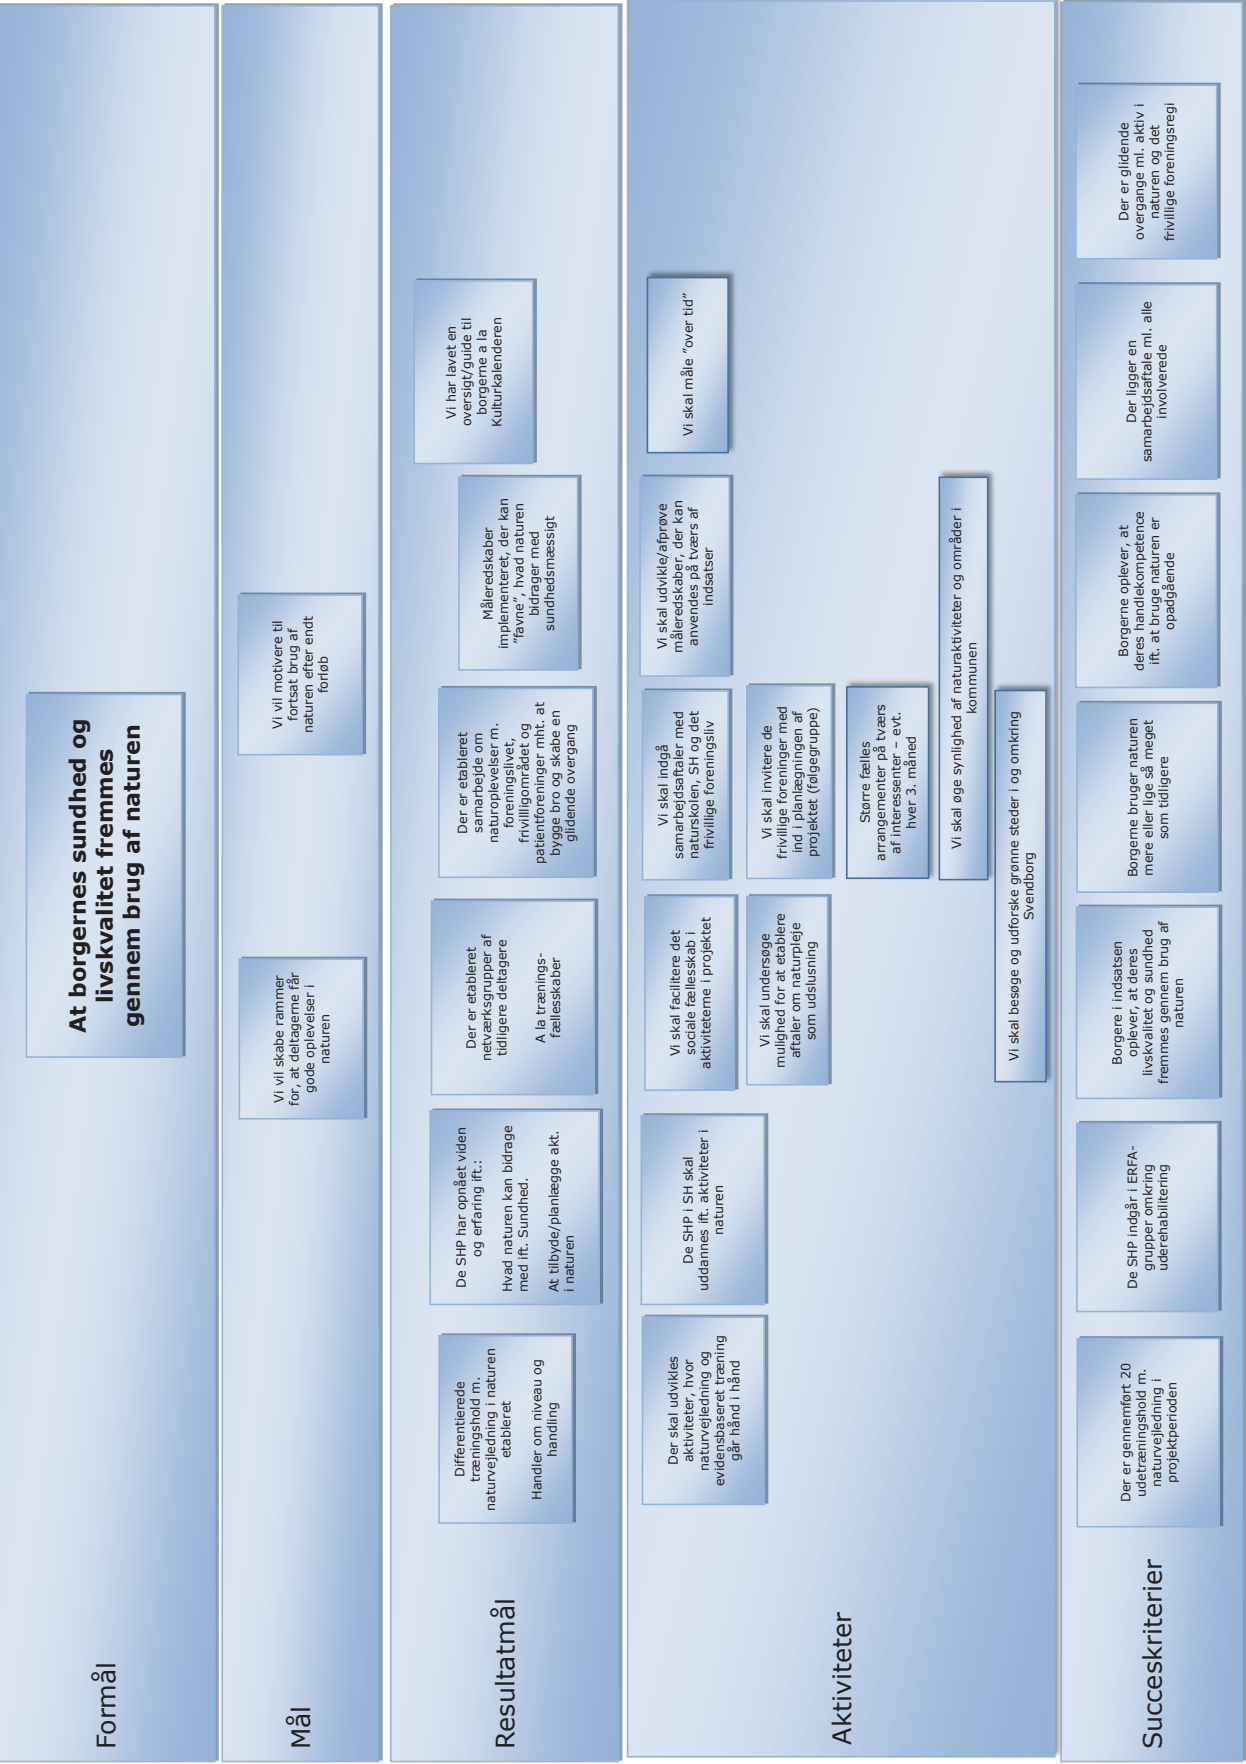 Formål
At borgernes sundhed og
livskvalitet fremmes
gennem brug af naturen
Mål
Vi vil skabe rammer
for, at deltagerne får
gode oplevelser i
naturen
Vi vil motivere til
fortsat brug af
naturen efter endt
forløb
Resultatmål
Differentierede
træningshold m.
naturvejledning i naturen
etableret
Handler om niveau og
handling
De SHP har opnået viden
og erfaring ift.:
Hvad naturen kan bidrage
med ift. Sundhed.
At tilbyde/planlægge akt.
i naturen
Der er etableret
netværksgrupper af
tidligere deltagere
A la trænings-
fællesskaber
Der er etableret
samarbejde om
naturoplevelser m.
foreningslivet,
frivilligområdet og
patientforeninger mht. at
bygge bro og skabe en
glidende overgang
Måleredskaber
implementeret, der kan
”favne”, hvad naturen
bidrager med
sundhedsmæssigt
Vi har lavet en
oversigt/guide til
borgerne a la
Kulturkalenderen
Aktiviteter
Der skal udvikles
aktiviteter, hvor
naturvejledning og
evidensbaseret træning
går hånd i hånd
De SHP i SH skal
uddannes ift. aktiviteter i
naturen
Vi skal facilitere det
sociale fællesskab i
aktiviteterne i projektet
Vi skal undersøge
mulighed for at etablere
aftaler om naturpleje
som udslusning
Vi skal indgå
samarbejdsaftaler med
naturskolen, SH og det
frivillige foreningsliv
Vi skal invitere de
frivillige foreninger med
ind i planlægningen af
projektet (følgegruppe)
Større fælles
arrangementer på tværs
af interessenter – evt.
hver 3. måned
Vi skal udvikle/afprøve
måleredskaber, der kan
anvendes på tværs af
indsatser
Vi skal måle ”over tid”
Vi skal øge synlighed af naturaktiviteter og områder i
kommunen
Vi skal besøge og udforske grønne steder i og omkring
Svendborg
Succeskriterier
Der er gennemført 20
udetræningshold m.
naturvejledning i
projektperioden
De SHP indgår i ERFA-
grupper omkring
uderehabilitering
Borgere i indsatsen
oplever, at deres
livskvalitet og sundhed
fremmes gennem brug af
naturen
Borgerne bruger naturen
mere eller lige så meget
som tidligere
Borgerne oplever, at
deres handlekompetence
ift. at bruge naturen er
opadgående
Der ligger en
samarbejdsaftale ml. alle
involverede
Der er glidende
overgange ml. aktiv i
naturen og det
frivillige foreningsregi